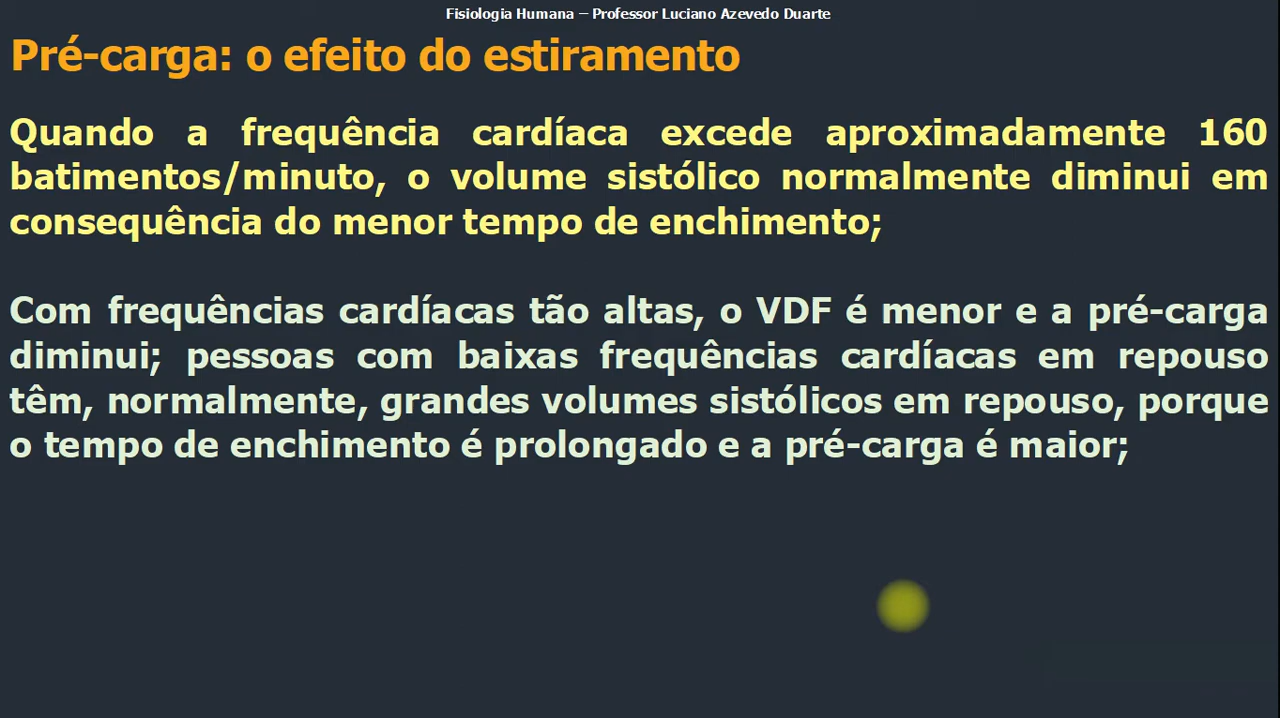 Fisiologia Humana – Professor Luciano Azevedo Duarte
Pré-carga: o efeito do estiramento
Quando a frequência cardíaca excede aproximadamente 160
batimentos/minuto, o volume sistólico normalmente diminui em
consequência do menor tempo de enchimento;
Com frequências cardíacas tão altas, o VDF é menor e a pré-carga
diminui; pessoas com baixas frequências cardíacas em repouso
têm, normalmente, grandes volumes sistólicos em repouso, porque
o tempo de enchimento é prolongado e a pré-carga é maior;